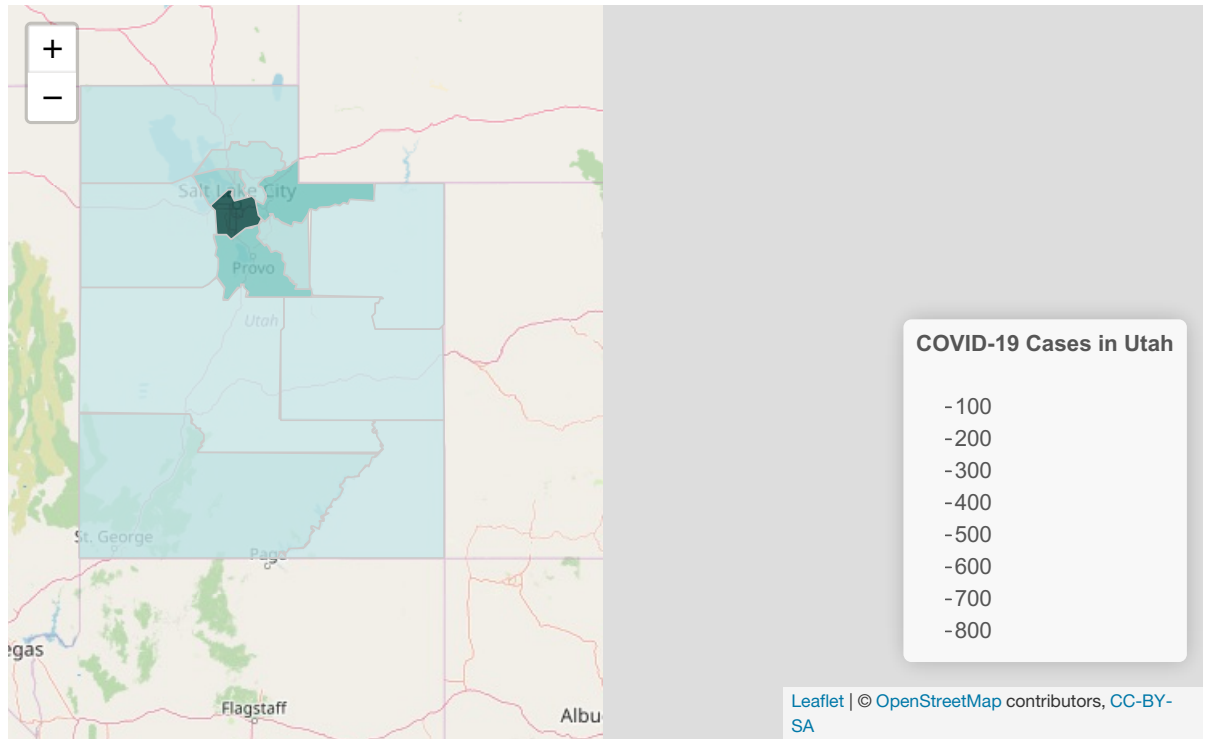 +
−
Salt Lake City
Provo
Utah
St. George
Page
egas
Flagstaff
Albu
COVID-19 Cases in Utah
-100
-200
-300
-400
-500
-600
-700
-800
Leaflet | © OpenStreetMap contributors, CC-BY-
SA